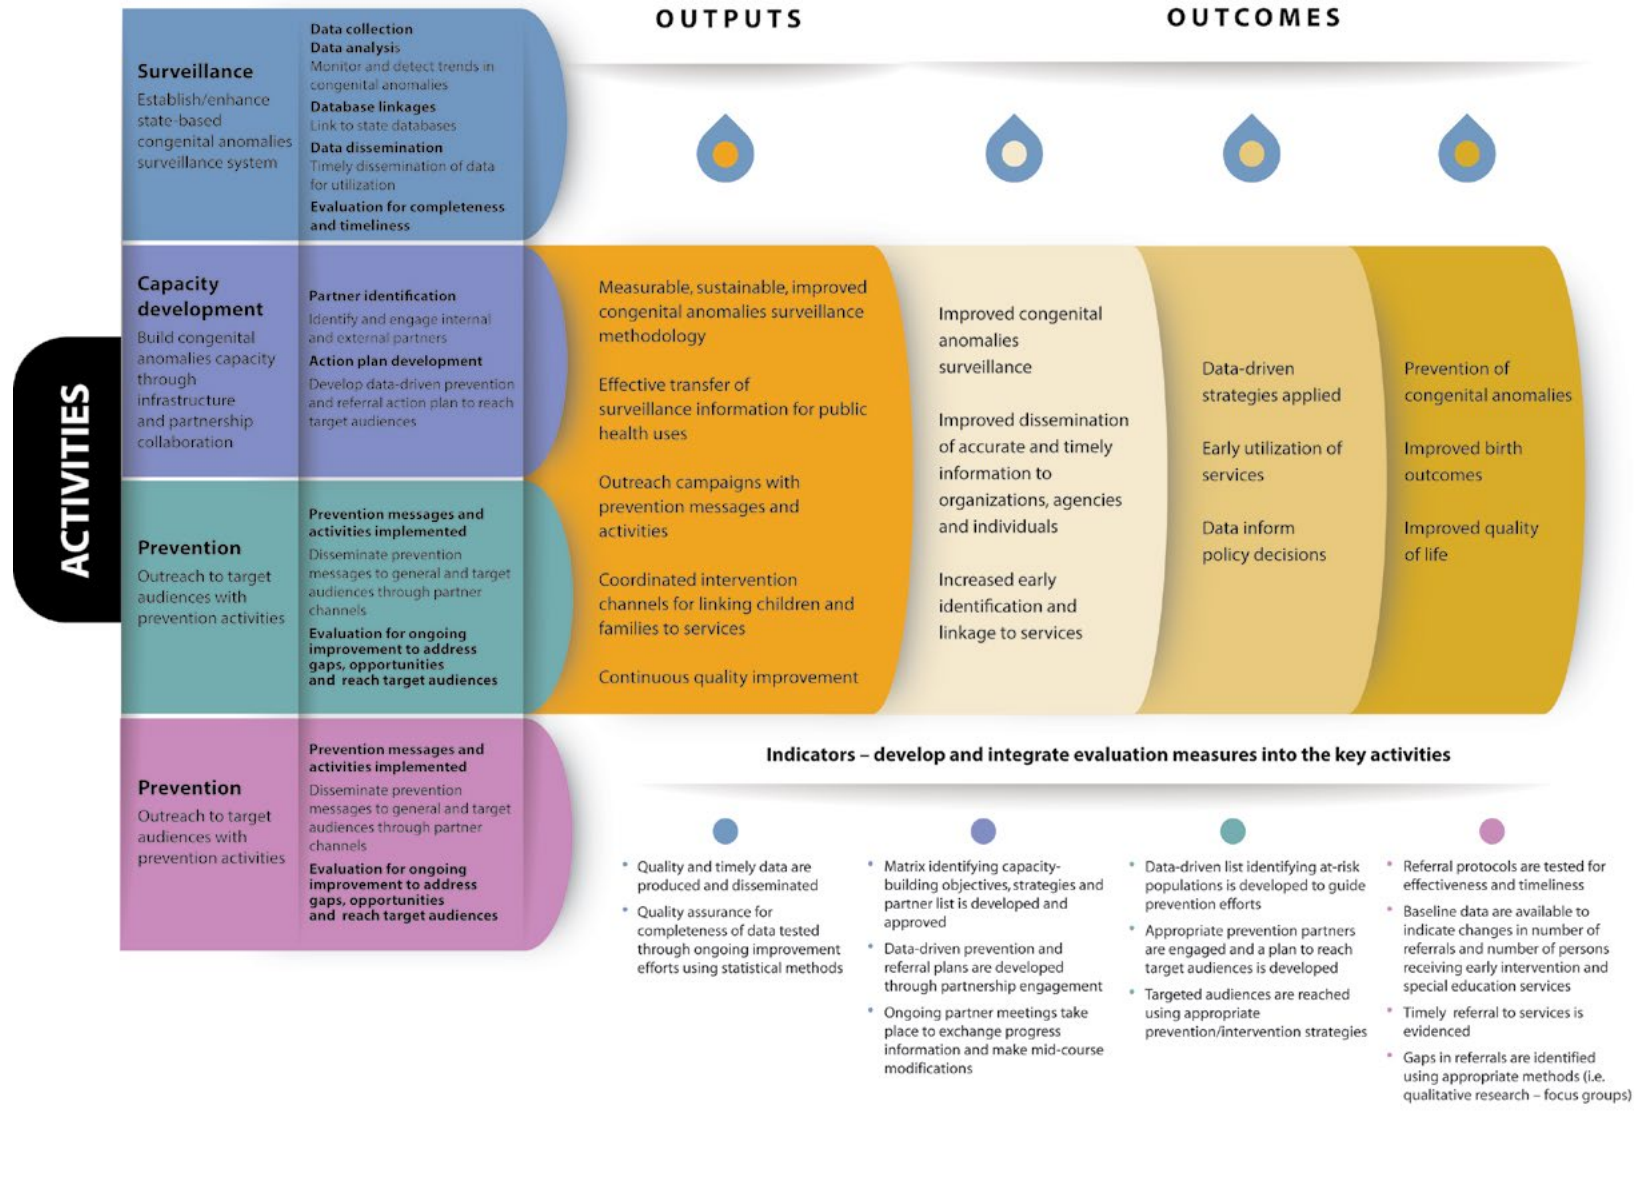 ACTIVITIES
Surveillance
Establish/enhance
state-based
congenital anomalies
surveillance system
Data collection
Data analysis
Monitor and detect trends in
congenital anomalies
Database linkages
Link to state databases
Data dissemination
Timely dissemination of data
for utilization
Evaluation for completeness
and timeliness
Capacity
development
Build congenital
anomalies capacity
through
infrastructure
and partnership
collaboration
Partner identification
Identify and engage internal
and external partners
Action plan development
Develop data-driven prevention
and referral action plan to reach
target audiences
Prevention
Outreach to target
audiences with
prevention activities
Prevention messages and
activities implemented
Disseminate prevention
messages to general and target
audiences through partner
channels
Evaluation for ongoing
improvement to address
gaps, opportunities
and reach target audiences
Prevention
Outreach to target
audiences with
prevention activities
Prevention messages and
activities implemented
Disseminate prevention
messages to general and target
audiences through partner
channels
Evaluation for ongoing
improvement to address
gaps, opportunities
and reach target audiences
OUTPUTS
Measurable, sustainable, improved
congenital anomalies surveillance
methodology
Effective transfer of
surveillance information for public
health uses
Outreach campaigns with
prevention messages and
activities
Coordinated intervention
channels for linking children and
families to services
Continuous quality improvement
OUTCOMES
Improved congenital
anomalies
surveillance
Improved dissemination
of accurate and timely
information to
organizations, agencies
and individuals
Increased early
identification and
linkage to services
Data-driven
strategies applied
Early utilization of
services
Data inform
policy decisions
Prevention of
congenital anomalies
Improved birth
outcomes
Improved quality
of life
Indicators – develop and integrate evaluation measures into the key activities
• Quality and timely data are
produced and disseminated
• Quality assurance for
completeness of data tested
through ongoing improvement
efforts using statistical methods
• Matrix identifying capacity-
building objectives, strategies and
partner list is developed and
approved
• Data-driven prevention and
referral plans are developed
through partnership engagement
• Ongoing partner meetings take
place to exchange progress
information and make mid-course
modifications
• Data-driven list identifying at-risk
populations is developed to guide
prevention efforts
• Appropriate prevention partners
are engaged and a plan to reach
target audiences is developed
• Targeted audiences are reached
using appropriate
prevention/intervention strategies
• Referral protocols are tested for
effectiveness and timeliness
• Baseline data are available to
indicate changes in number of
referrals and number of persons
receiving early intervention and
special education services
• Timely referral to services is
evidenced
• Gaps in referrals are identified
using appropriate methods (i.e.
qualitative research – focus groups)